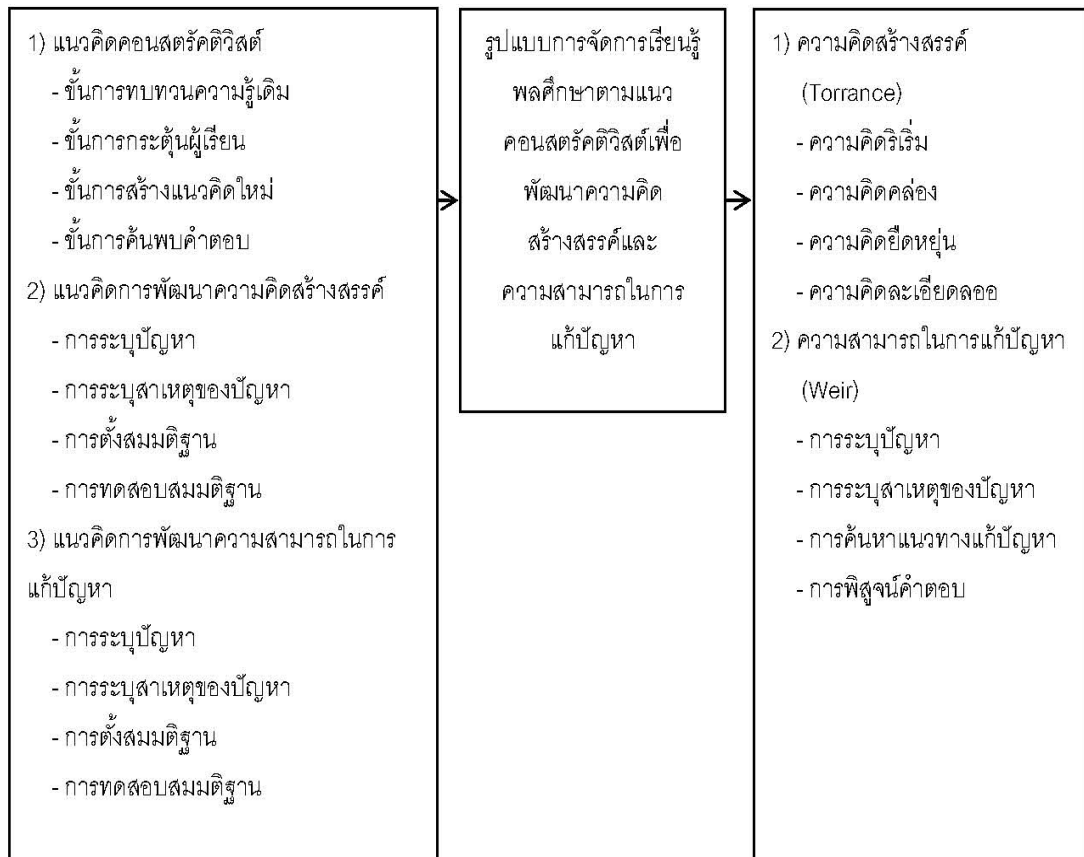 1) แนวคิดคอนสตรัคติวิสต์
- ขั้นการทบทวนความรู้เดิม
- ขั้นการกระตุ้นผู้เรียน
- ขั้นการสร้างแนวคิดใหม่
- ขั้นการค้นพบคำตอบ
2) แนวคิดการพัฒนาความคิดสร้างสรรค์
- การระบุปัญหา
- การระบุสาเหตุของปัญหา
- การตั้งสมมติฐาน
- การทดสอบสมมติฐาน
3) แนวคิดการพัฒนาความสามารถในการ
แก้ปัญหา
- การระบุปัญหา
- การระบุสาเหตุของปัญหา
- การตั้งสมมติฐาน
- การทดสอบสมมติฐาน
รูปแบบการจัดการเรียนรู้
พลศึกษาตามแนว
คอนสตรัคติวิสต์เพื่อ
พัฒนาความคิด
สร้างสรรค์และ
ความสามารถในการ
แก้ปัญหา
1) ความคิดสร้างสรรค์
(Torrance)
- ความคิดริเริ่ม
- ความคิดคล่อง
- ความคิดยืดหยุ่น
- ความคิดละเอียดลออ
2) ความสามารถในการแก้ปัญหา
(Weir)
- การระบุปัญหา
- การระบุสาเหตุของปัญหา
- การค้นหาแนวทางแก้ปัญหา
- การพิสูจน์คำตอบ